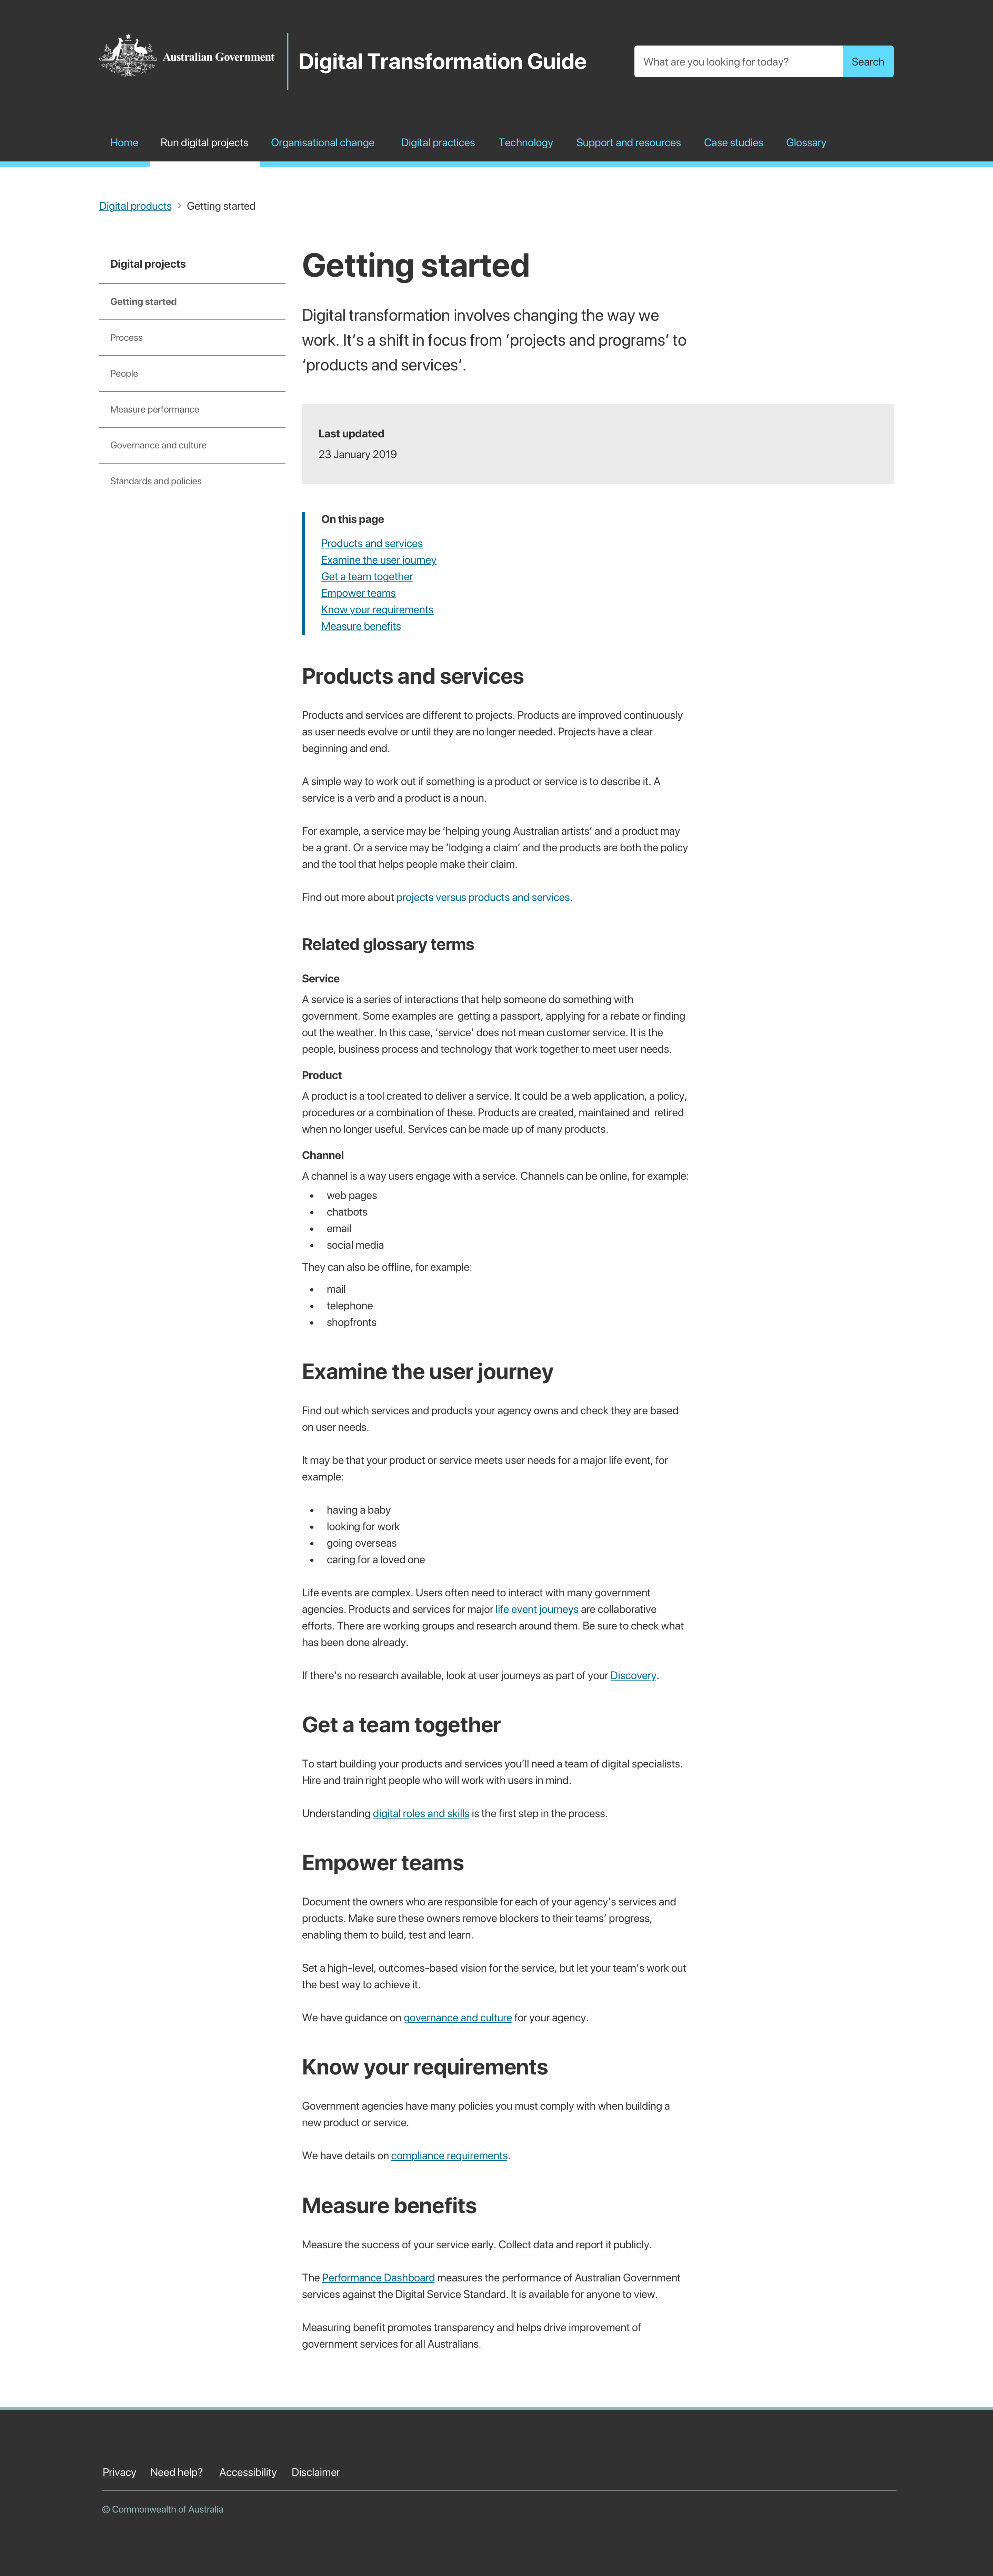 Australian Government
Digital Transformation Guide
What are you looking for today?
Search
Home
Run digital projects
Organisational change
Digital practices
Technology
Support and resources
Case studies
Glossary
Digital products > Getting started
Digital projects
Getting started
Process
People
Measure performance
Governance and culture
Standards and policies
Getting started
Digital transformation involves changing the way we
work. It’s a shift in focus from ‘projects and programs’ to
‘products and services’.
Last updated
23 January 2019
On this page
Products and services
Examine the user journey
Get a team together
Empower teams
Know your requirements
Measure benefits
Products and services
Products and services are different to projects. Products are improved continuously
as user needs evolve or until they are no longer needed. Projects have a clear
beginning and end.
A simple way to work out if something is a product or service is to describe it. A
service is a verb and a product is a noun.
For example, a service may be ‘helping young Australian artists’ and a product may
be a grant. Or a service may be ‘lodging a claim’ and the products are both the policy
and the tool that helps people make their claim.
Find out more about projects versus products and services.
Related glossary terms
Service
A service is a series of interactions that help someone do something with
government. Some examples are  getting a passport, applying for a rebate or finding
out the weather. In this case, ‘service’ does not mean customer service. It is the
people, business process and technology that work together to meet user needs.
Product
A product is a tool created to deliver a service. It could be a web application, a policy,
procedures or a combination of these. Products are created, maintained and  retired
when no longer useful. Services can be made up of many products.
Channel
A channel is a way users engage with a service. Channels can be online, for example:
• web pages
• chatbots
• email
• social media
They can also be offline, for example:
• mail
• telephone
• shopfronts
Examine the user journey
Find out which services and products your agency owns and check they are based
on user needs.
It may be that your product or service meets user needs for a major life event, for
example:
• having a baby
• looking for work
• going overseas
• caring for a loved one
Life events are complex. Users often need to interact with many government
agencies. Products and services for major life event journeys are collaborative
efforts. There are working groups and research around them. Be sure to check what
has been done already.
If there’s no research available, look at user journeys as part of your Discovery.
Get a team together
To start building your products and services you’ll need a team of digital specialists.
Hire and train right people who will work with users in mind.
Understanding digital roles and skills is the first step in the process.
Empower teams
Document the owners who are responsible for each of your agency’s services and
products. Make sure these owners remove blockers to their teams’ progress,
enabling them to build, test and learn.
Set a high-level, outcomes-based vision for the service, but let your team’s work out
the best way to achieve it.
We have guidance on governance and culture for your agency.
Know your requirements
Government agencies have many policies you must comply with when building a
new product or service.
We have details on compliance requirements.
Measure benefits
Measure the success of your service early. Collect data and report it publicly.
The Performance Dashboard measures the performance of Australian Government
services against the Digital Service Standard. It is available for anyone to view.
Measuring benefit promotes transparency and helps drive improvement of
government services for all Australians.
Privacy
Need help?
Accessibility
Disclaimer
© Commonwealth of Australia